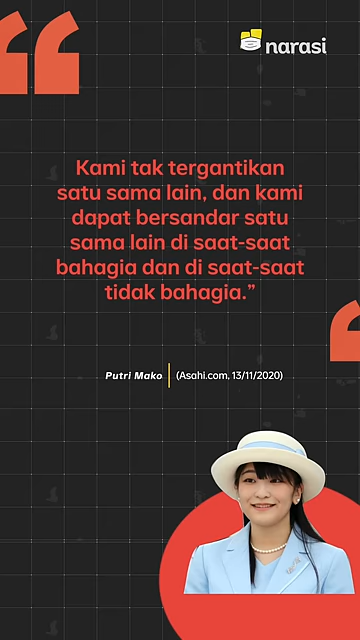 narasi
Kami tak tergantikan
satu sama lain, dan kami
dapat bersandar satu
sama lain di saat-saat
bahagia dan di saat-saat
tidak bahagia.”
Putri Mako | (Asahi.com, 13/11/2020)